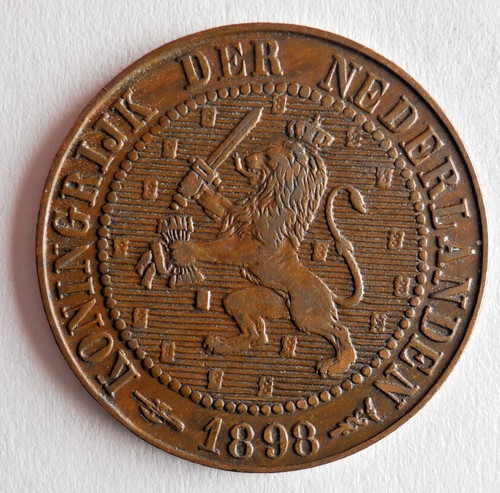 KONINGRIJK DER NEDERLANDEN
1898